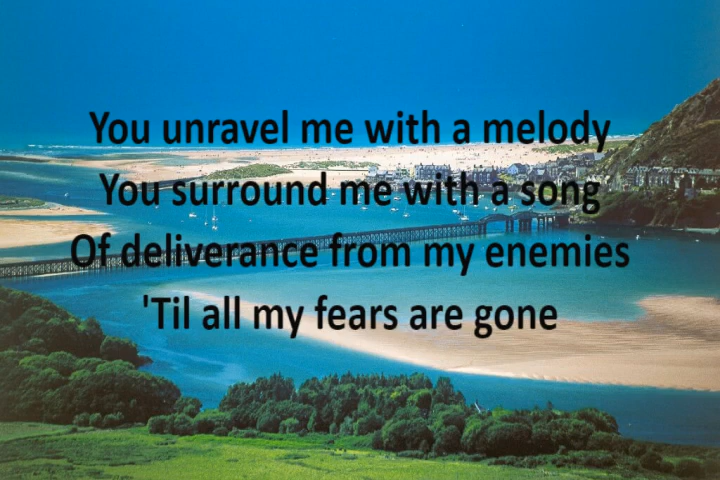 You unravel me with a melody
You surround me with a song
Of deliverance from my enemies
'Til all my fears are gone